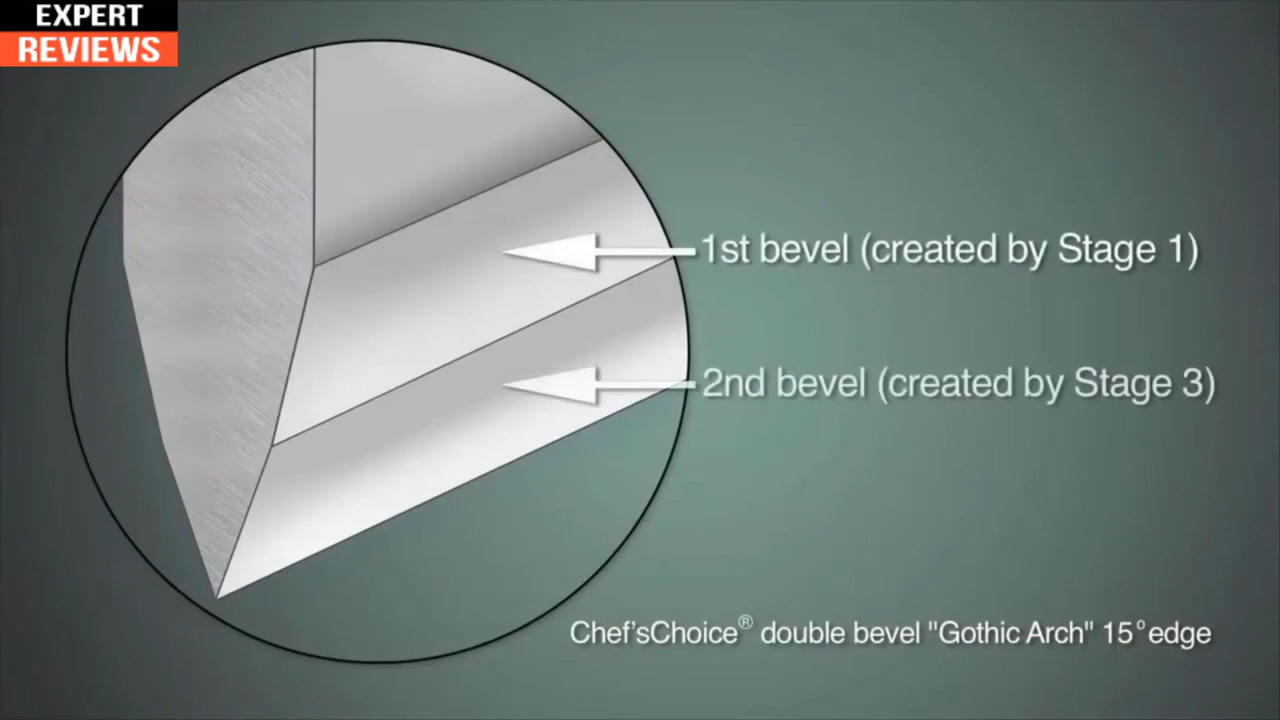 EXPERT
REVIEWS
1st bevel (created by Stage 1)
2nd bevel (created by Stage 3)
Chef'sChoice® double bevel "Gothic Arch" 15° edge